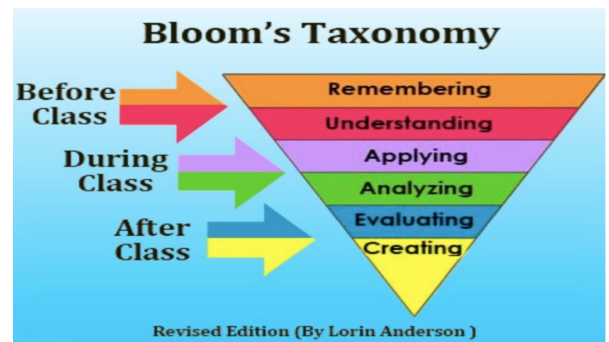 Bloom's Taxonomy
Before
Class
During
Class
After
Class
Remembering
Understanding
Applying
Analyzing
Evaluating
Creating
Revised Edition (By Lorin Anderson )